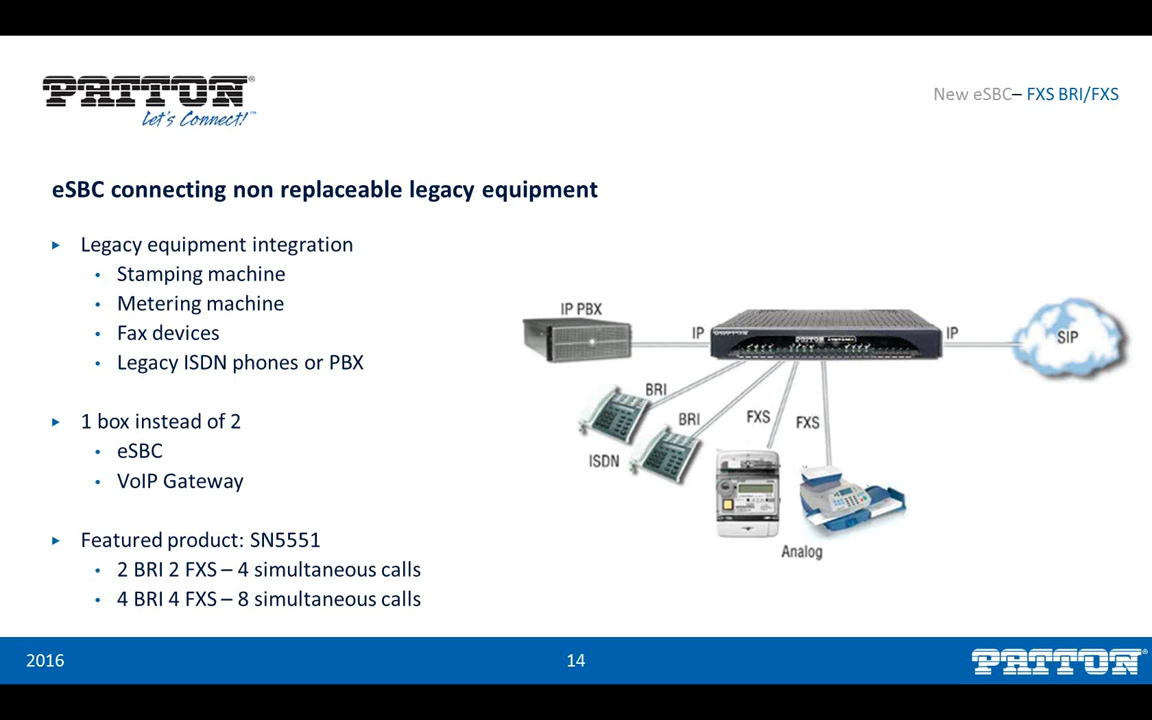 PATTON®
Let's Connect!™
New eSBC– FXS BRI/FXS
eSBC connecting non replaceable legacy equipment
Legacy equipment integration
Stamping machine
Metering machine
Fax devices
Legacy ISDN phones or PBX
1 box instead of 2
eSBC
VoIP Gateway
Featured product: SN5551
2 BRI 2 FXS – 4 simultaneous calls
4 BRI 4 FXS – 8 simultaneous calls
IP PBX
IP
PATTON
PATTON
IP
SIP
BRI
BRI
FXS
FXS
ISDN
Analog
2016
14
PATTON®